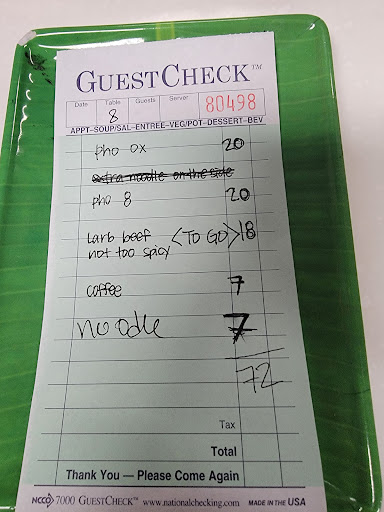 GUESTCHECK™
Date Table Guests Server
8 80498
APPT-SOUP/SAL-ENTREE-VEG/POT-DESSERT-BEV
pho ox 20
extra noodle on the side
pho 8 20
larb beef <TO GO> 18
not too spicy
coffee 7
noodle 7
72
Tax
Total
Thank You — Please Come Again
NCCO 7000 GUESTCHECK™ www.nationalchecking.com MADE IN THE USA